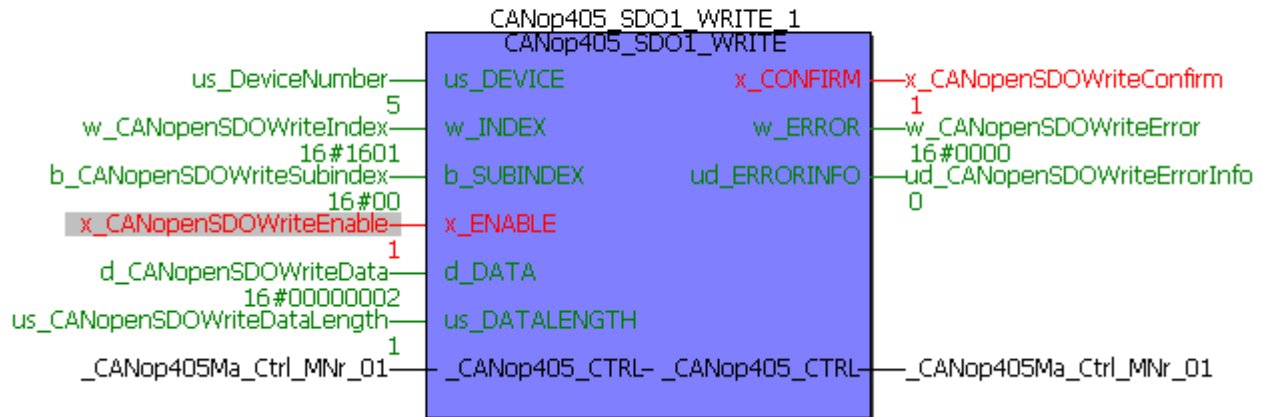 CANop405_SDO1_WRITE_1
CANop405_SDO1_WRITE
us_DeviceNumber us_DEVICE x_CONFIRM x_CANopenSDOWriteConfirm
5 1
w_CANopenSDOWriteIndex w_INDEX w_ERROR w_CANopenSDOWriteError
16#1601 16#0000
b_CANopenSDOWriteSubindex b_SUBINDEX ud_ERRORINFO ud_CANopenSDOWriteErrorInfo
16#00 0
x_CANopenSDOWriteEnable x_ENABLE
1
d_CANopenSDOWriteData d_DATA
16#00000002
us_CANopenSDOWriteDataLength us_DATALENGTH
1
_CANop405Ma_Ctrl_MNr_01 _CANop405_CTRL _CANop405_CTRL _CANop405Ma_Ctrl_MNr_01